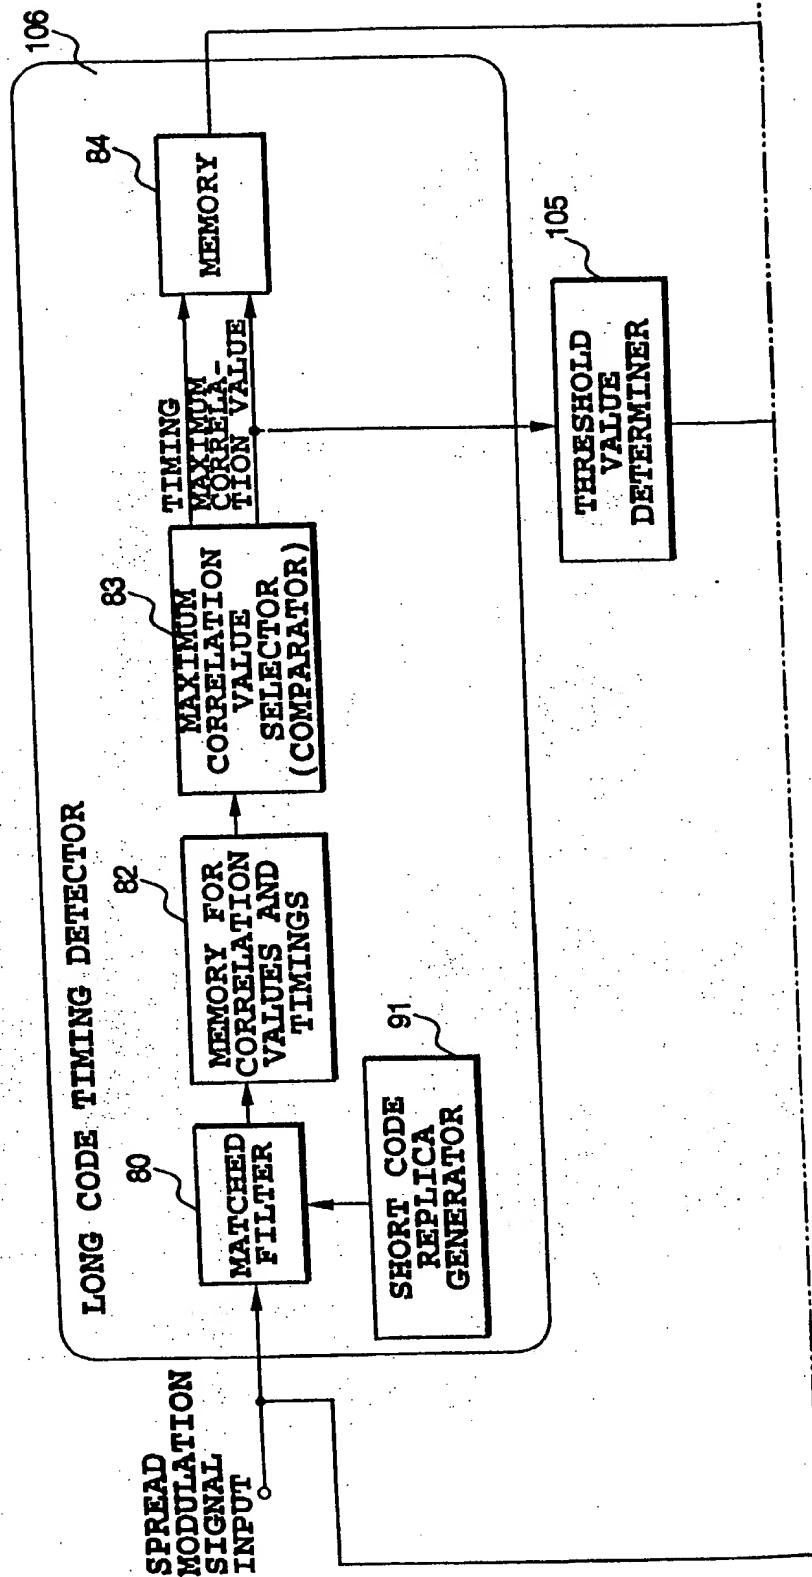 106
LONG CODE TIMING DETECTOR
SPREAD
MODULATION
SIGNAL
INPUT
80
MATCHED
FILTER
82
MEMORY FOR
CORRELATION
VALUES AND
TIMINGS
83
MAXIMUM
CORRELATION
VALUE
SELECTOR
(COMPARATOR)
TIMING
MAXIMUM
CORRELA-
TION VALUE
84
MEMORY
91
SHORT CODE
REPLICA
GENERATOR
105
THRESHOLD
VALUE
DETERMINER